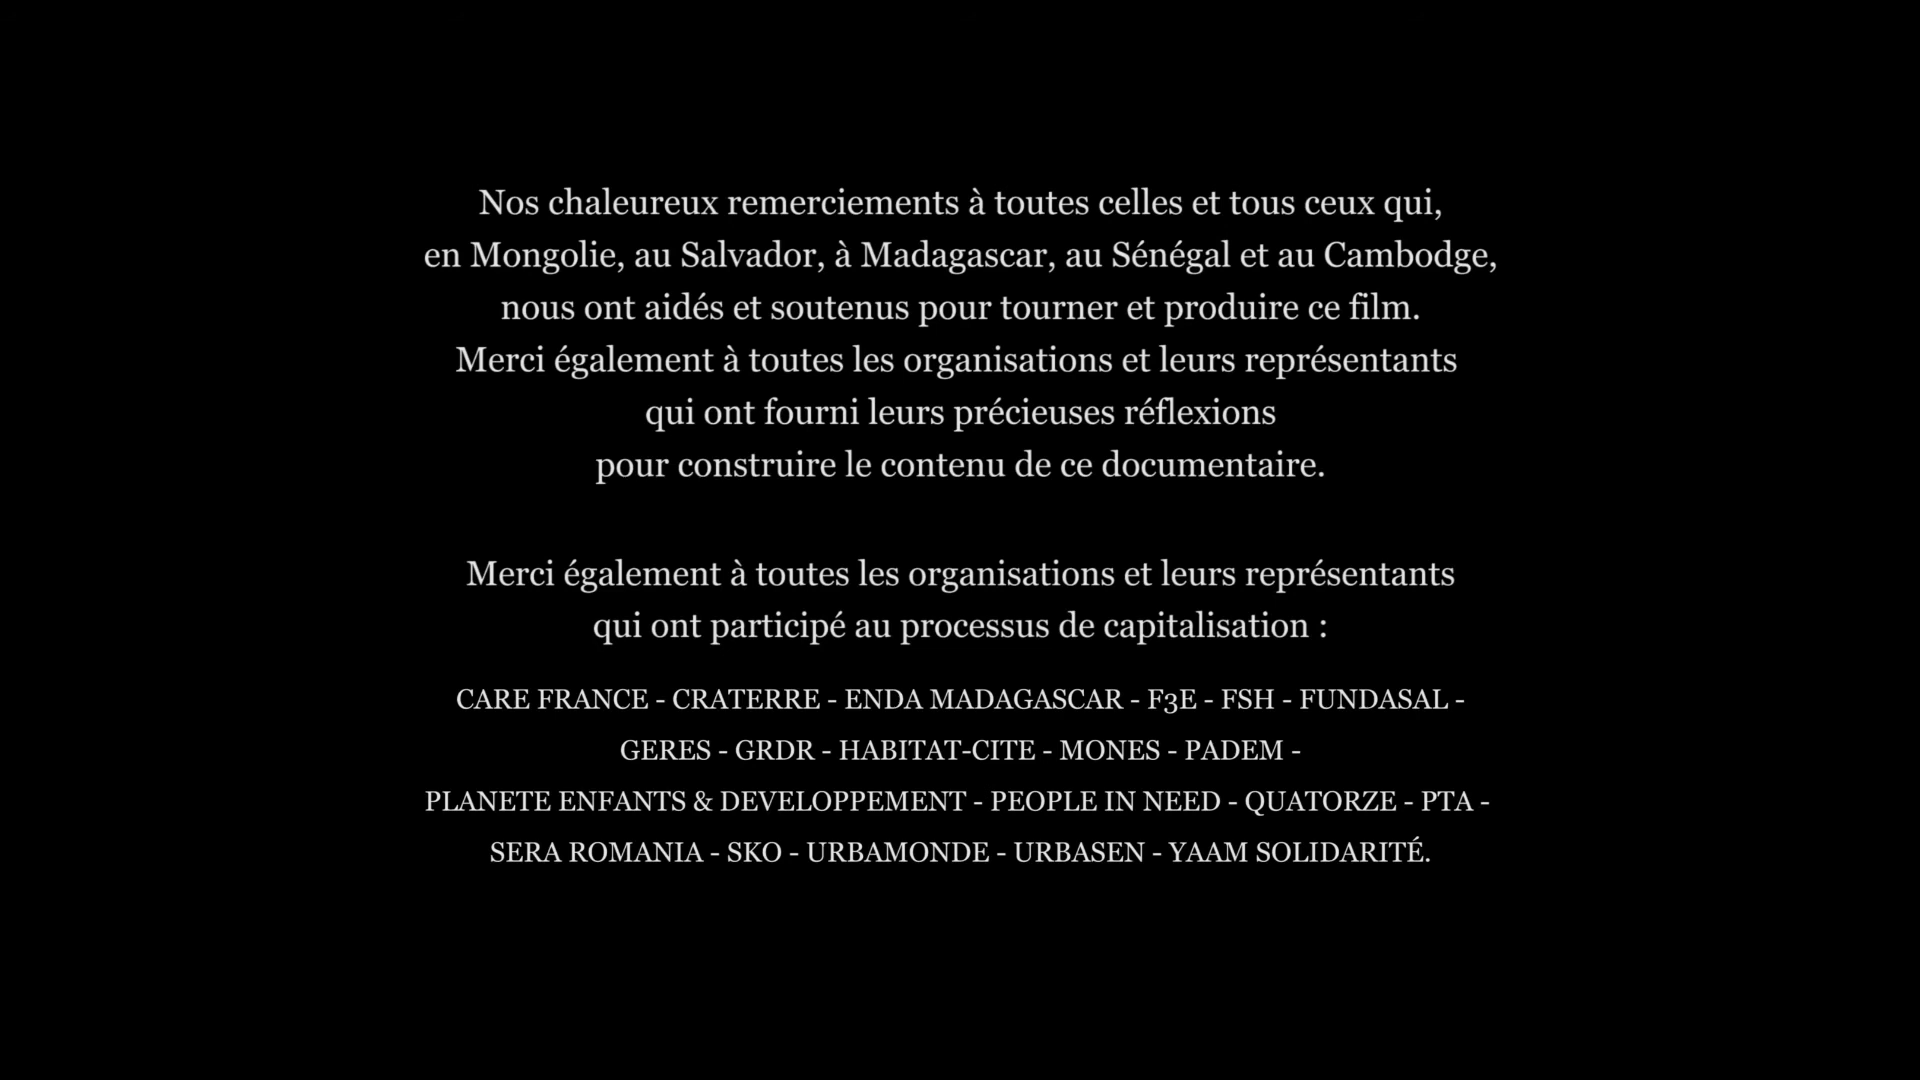 Nos chaleureux remerciements à toutes celles et tous ceux qui,
en Mongolie, au Salvador, à Madagascar, au Sénégal et au Cambodge,
nous ont aidés et soutenus pour tourner et produire ce film.
Merci également à toutes les organisations et leurs représentants
qui ont fourni leurs précieuses réflexions
pour construire le contenu de ce documentaire.
Merci également à toutes les organisations et leurs représentants
qui ont participé au processus de capitalisation :
CARE FRANCE - CRATERRE - ENDA MADAGASCAR - F3E - FSH - FUNDASAL -
GERES - GRDR - HABITAT-CITE - MONES - PADEM -
PLANETE ENFANTS & DEVELOPPEMENT - PEOPLE IN NEED - QUATORZE - PTA -
SERA ROMANIA - SKO - URBAMONDE - URBASEN - YAAM SOLIDARITÉ.